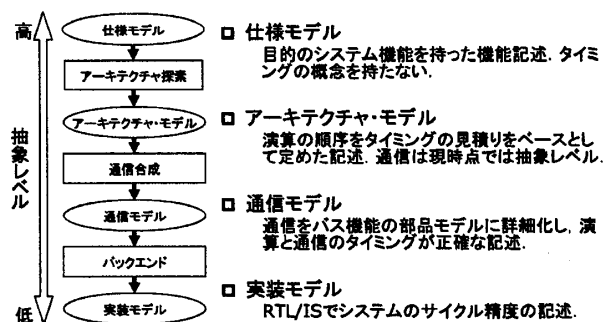 高
抽象レベル
低
仕様モデル
アーキテクチャ探索
アーキテクチャ・モデル
通信合成
通信モデル
バックエンド
実装モデル
□ 仕様モデル
目的のシステム機能を持った機能記述．タイミ
ングの概念を持たない．
□ アーキテクチャ・モデル
演算の順序をタイミングの見積りをベースとし
て定めた記述．通信は現時点では抽象レベル．
□ 通信モデル
通信をバス機能の部品モデルに詳細化し，演
算と通信のタイミングが正確な記述．
□ 実装モデル
RTL/ISでシステムのサイクル精度の記述．